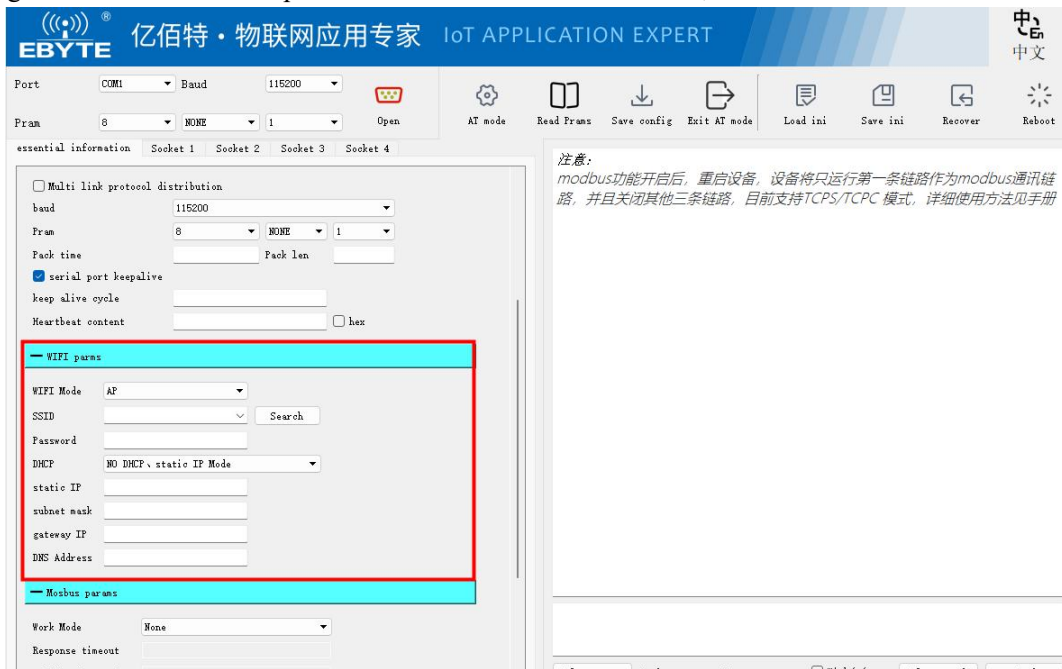 EBYTE ® 亿佰特·物联网应用专家 IoT APPLICATION EXPERT
中
En
中文
Port COM1 Baud 115200
Pram 8 NONE 1 Open
AT mode Read Prams Save config Exit AT mode Load ini Save ini Recover Reboot
essential information Socket 1 Socket 2 Socket 3 Socket 4
Multi link protocol distribution
baud 115200
Pram 8 NONE 1
Pack time Pack len
serial port keepalive
keep alive cycle
Heartbeat content hex
WIFI parms
WIFI Mode AP
SSID Search
Password
DHCP NO DHCP、static IP Mode
static IP
subnet mask
gateway IP
DNS Address
Mosbus params
Work Mode None
Response timeout
注意:
modbus功能开启后, 重启设备, 设备将只运行第一条链路作为modbus通讯链
路, 并且关闭其他三条链路, 目前支持TCPS/TCPC 模式, 详细使用方法见手册